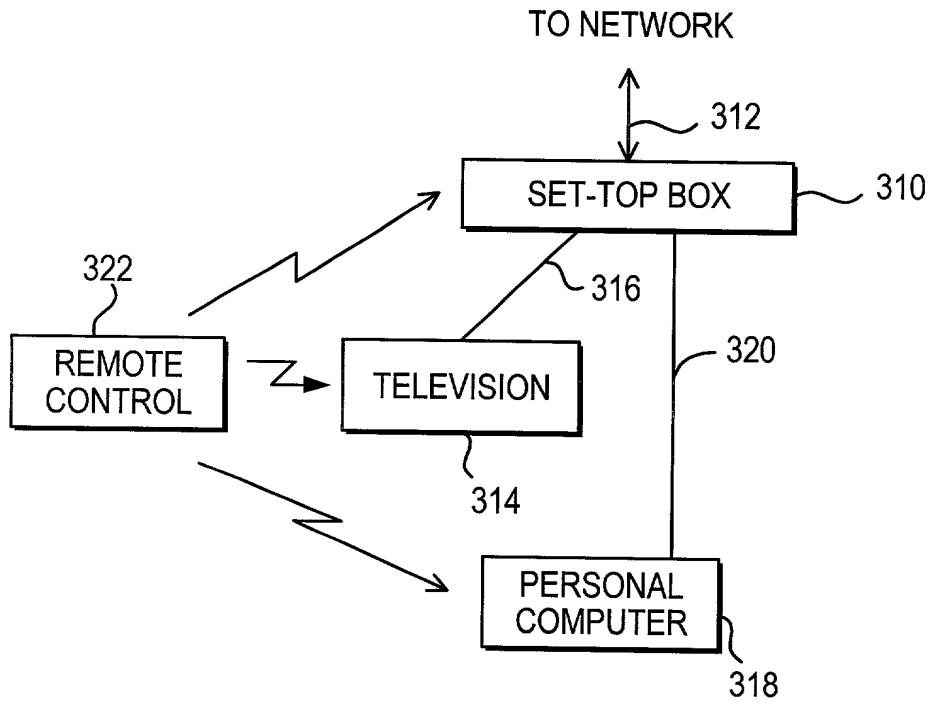 TO NETWORK
312
SET-TOP BOX
310
322
316
REMOTE
CONTROL
TELEVISION
320
314
PERSONAL
COMPUTER
318